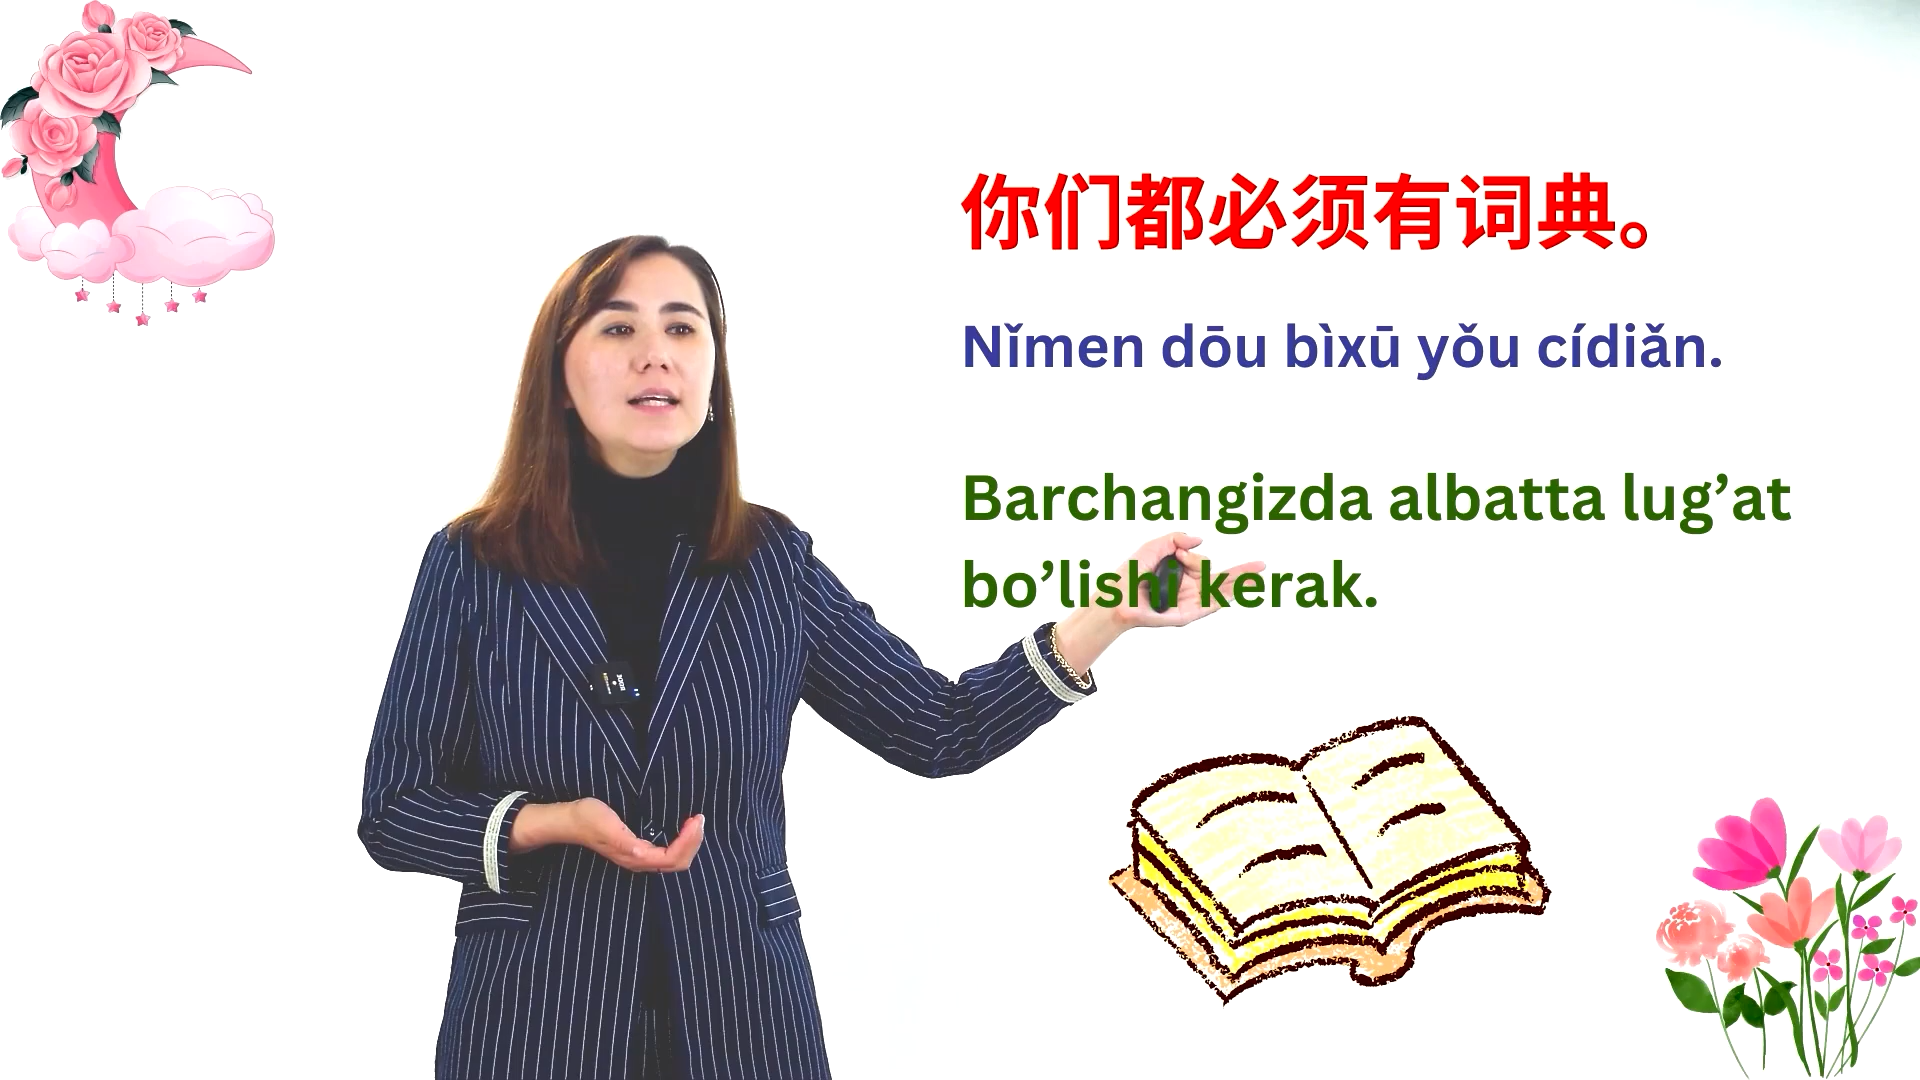 你们都必须有词典。
Nǐmen dōu bìxū yǒu cídiǎn.
Barchangizda albatta lug’at
bo’lishi kerak.